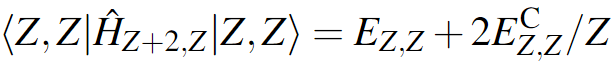 ⟨Z,Z|Ĥ_{Z+2,Z}|Z,Z⟩ = E_{Z,Z} + 2E^C_{Z,Z}/Z